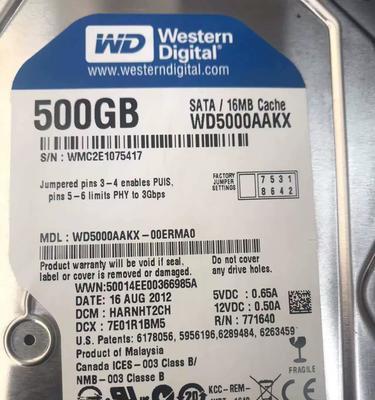 WD Western Digital®
www.westerndigital.com
500GB
SATA / 16MB Cache
WD5000AAKX
S/N : WMC2E1075417
Jumpered pins 3-4 enables PUIS,
pins 5-6 limits PHY to 3Gbps
FACTORY JUMPER SETTINGS
7 5 3 1
8 6 4 2
MDL : WD5000AAKX-00ERMA0
Product warranty will be void if seal,
label, or cover is removed or damaged.
Do not cover
any drive holes.
WWN:50014EE00366985A
DATE : 16 AUG 2012
DCM : HARNHT2CH
DCX : 7E01R1BM5
5VDC : 0.65A
12VDC : 0.50A
R/N : 771640
U.S. Patents: 6178056, 5956196,6289484, 6263459
Product of Malaysia
Canada ICES-003 Class B/
NMB-003 Classe B
FRAGILE
KCC-REM-